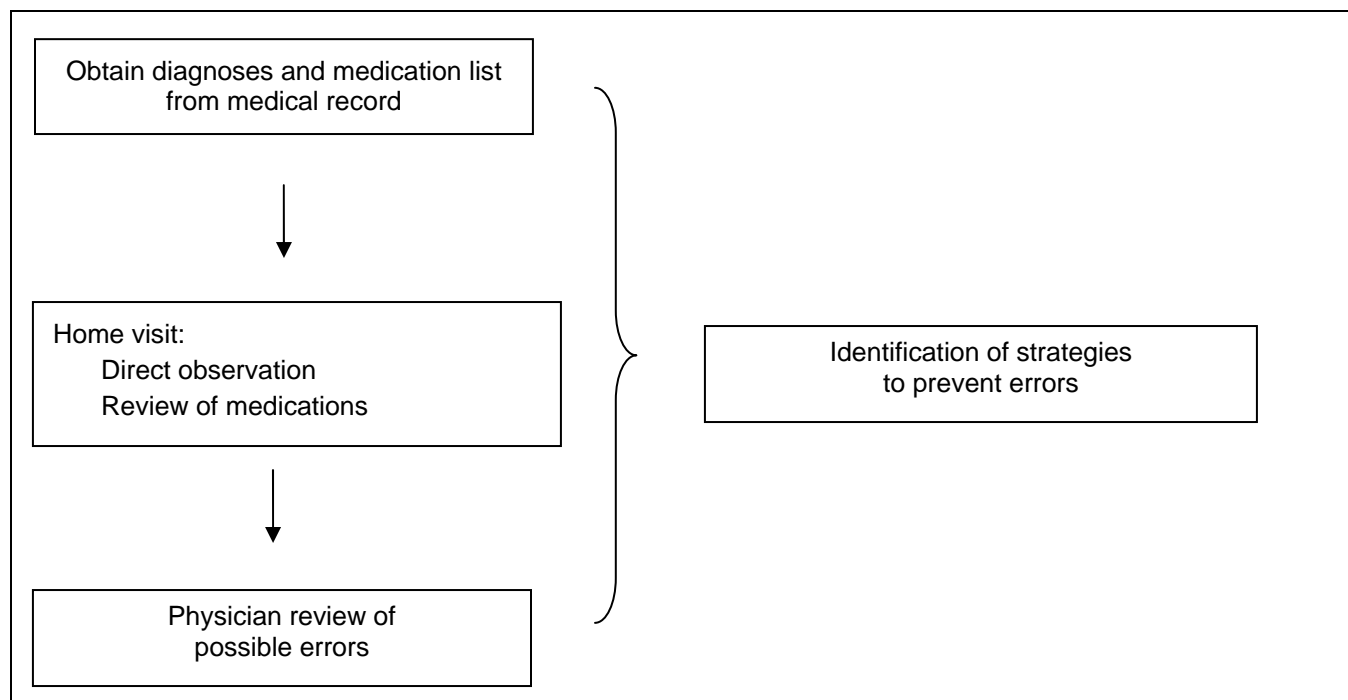 Obtain diagnoses and medication list
from medical record
Home visit:
Direct observation
Review of medications
Physician review of
possible errors
Identification of strategies
to prevent errors